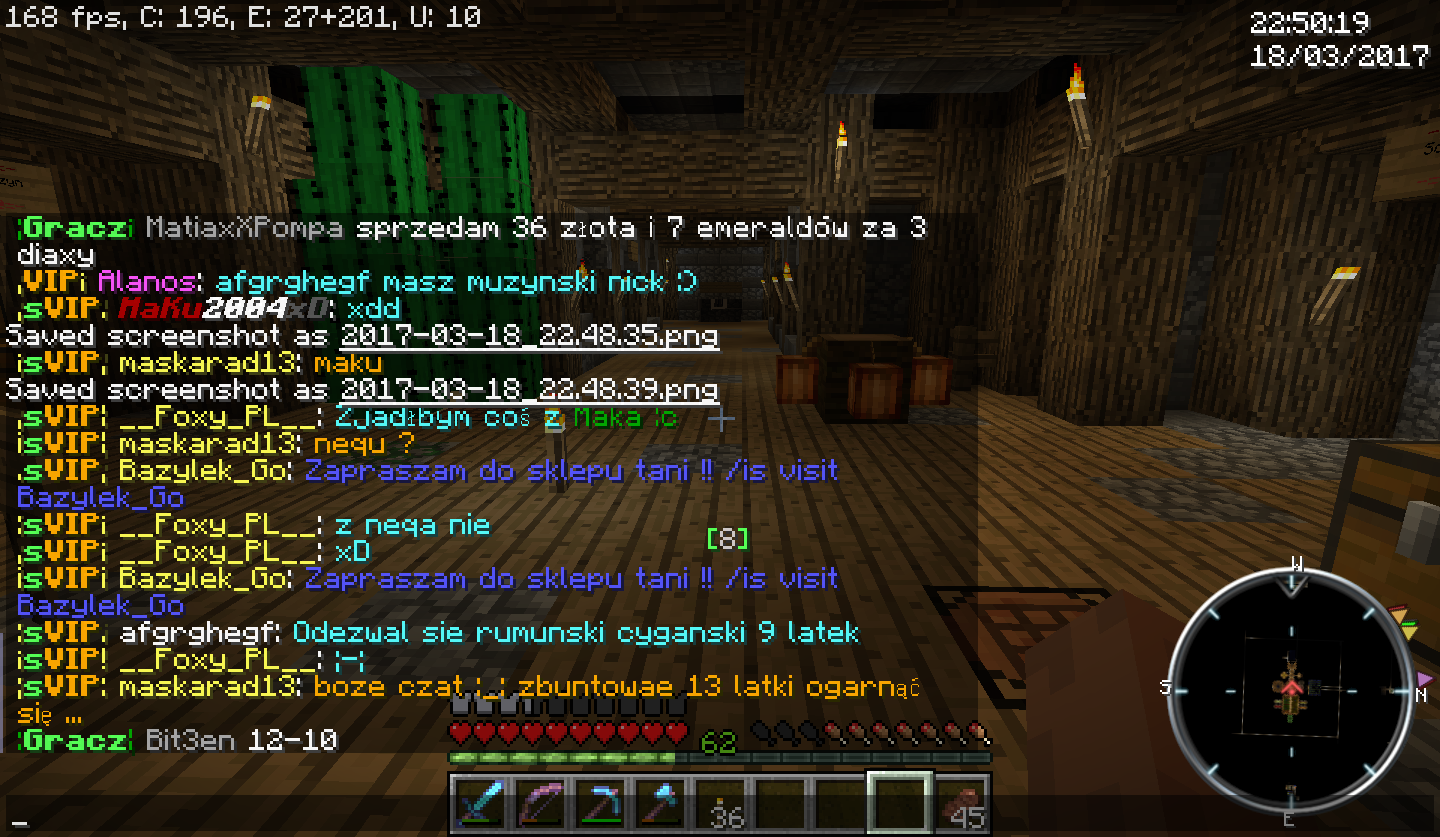 168 fps, C: 196, E: 27+201, U: 10
22:50:19
18/03/2017
Gracz MatiaxXPompa sprzedam 36 złota i 7 emeraldów za 3
diaxy
VIP Alanos: afgrghegf masz muzynski nick :)
sVIP MaKu2004xD: xdd
Saved screenshot as 2017-03-18_22.48.35.png
sVIP maskarad13: maku
Saved screenshot as 2017-03-18_22.48.39.png
sVIP __Foxy_PL__: Zjadłbym coś z Maka :c
sVIP maskarad13: nequ ?
sVIP Bazylek_Go: Zapraszam do sklepu tani !! /is visit
Bazylek_Go
sVIP __Foxy_PL__: z neqa nie
[8]
sVIP __Foxy_PL__: xD
sVIP Bazylek_Go: Zapraszam do sklepu tani !! /is visit
Bazylek_Go
sVIP afgrghegf: Odezwal sie rumunski cyganski 9 latek
sVIP __Foxy_PL__: ;-;
sVIP maskarad13: boze czat ;_; zbuntowae 13 latki ogarnąć
się ...
Gracz Bit3en 12-10
62
36
45
W
S
N
E